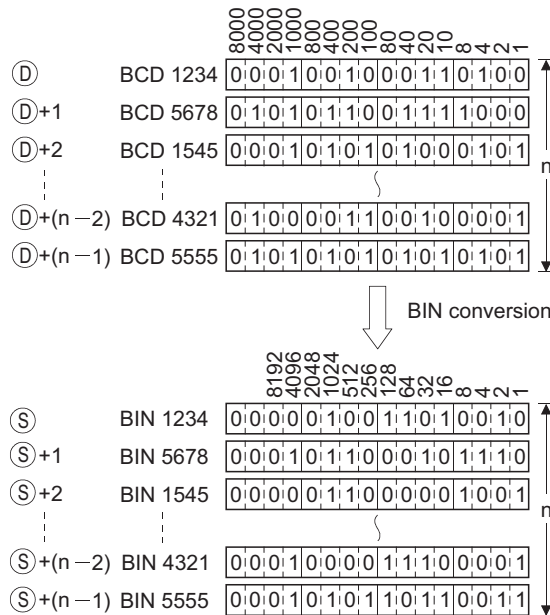 8000 4000 2000 1000 800 400 200 100 80 40 20 10 8 4 2 1
D BCD 1234 0 0 0 1 0 0 1 0 0 0 1 1 0 1 0 0
D+1 BCD 5678 0 1 0 1 0 1 1 0 0 1 1 1 1 0 0 0
D+2 BCD 1545 0 0 0 1 0 1 0 1 0 1 0 0 0 1 0 1
n
D+(n−2) BCD 4321 0 1 0 0 0 0 1 1 0 0 1 0 0 0 0 1
D+(n−1) BCD 5555 0 1 0 1 0 1 0 1 0 1 0 1 0 1 0 1
BIN conversion
8192 4096 2048 1024 512 256 128 64 32 16 8 4 2 1
S BIN 1234 0 0 0 0 0 1 0 0 1 1 0 1 0 0 1 0
S+1 BIN 5678 0 0 0 1 0 1 1 0 0 0 1 0 1 1 1 0
S+2 BIN 1545 0 0 0 0 0 1 1 0 0 0 0 0 1 0 0 1
n
S+(n−2) BIN 4321 0 0 0 1 0 0 0 0 1 1 1 0 0 0 0 1
S+(n−1) BIN 5555 0 0 0 1 0 1 0 1 1 0 1 1 0 0 1 1